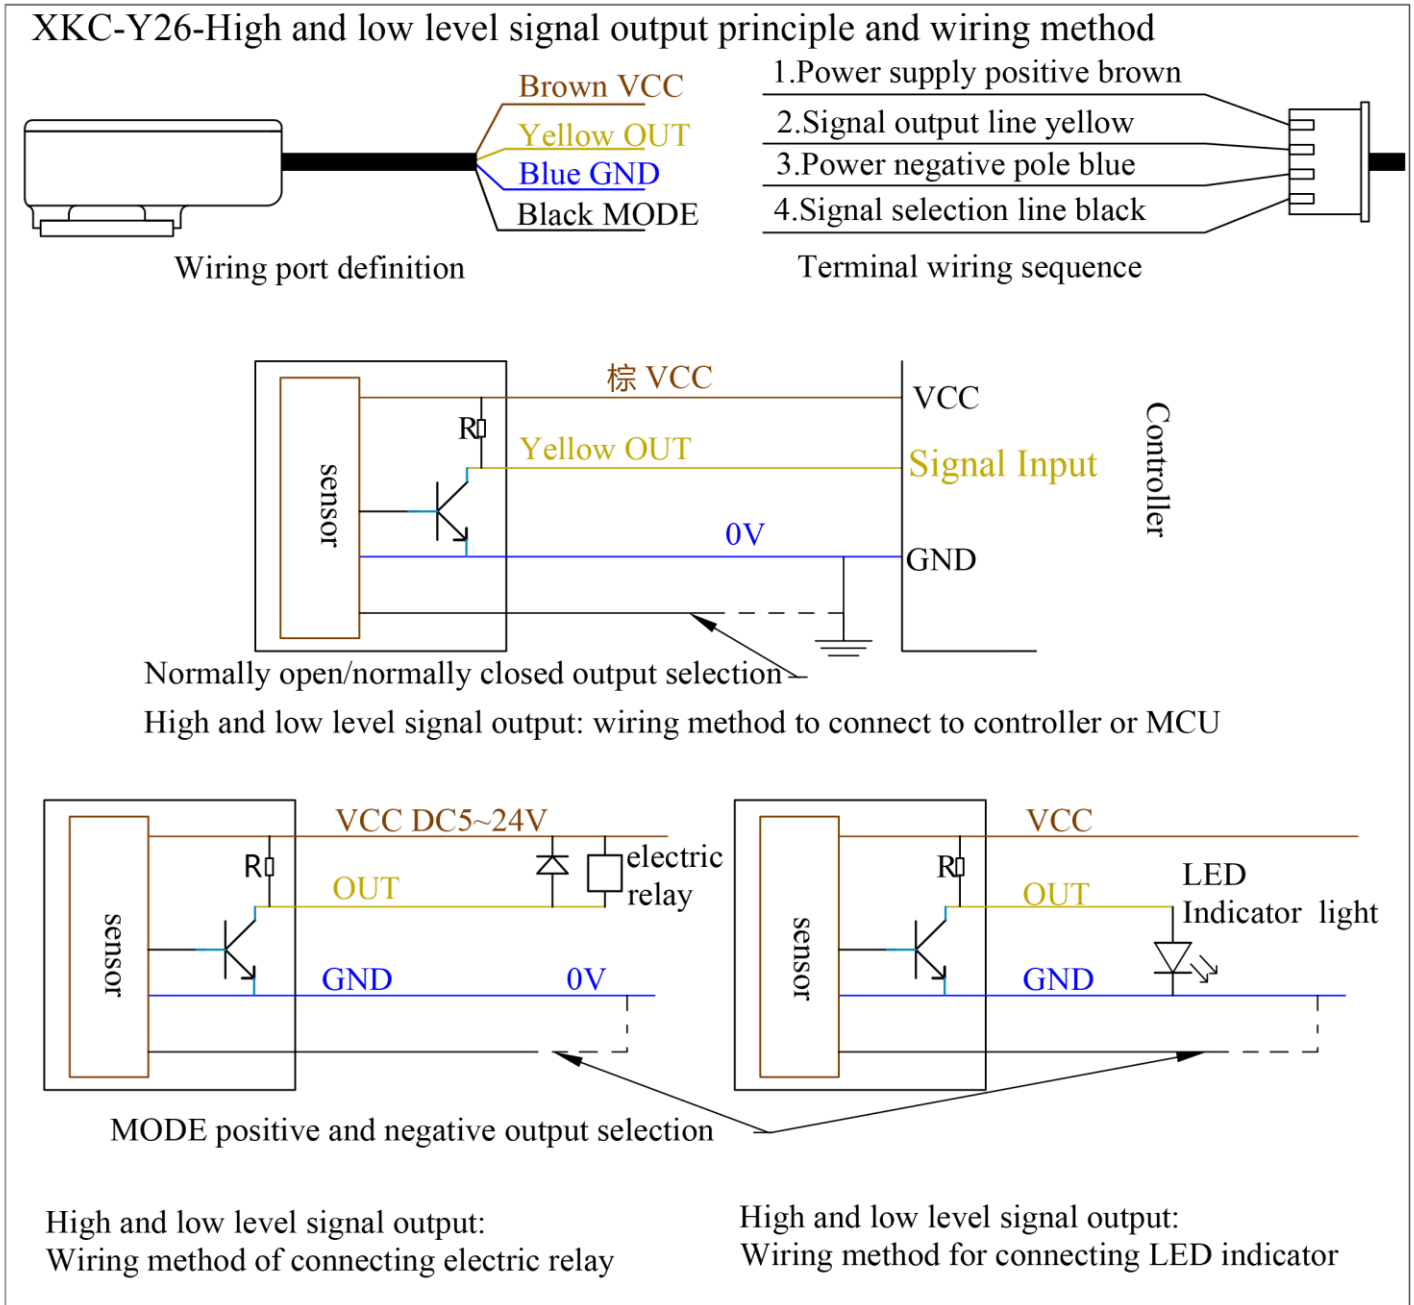 XKC-Y26-High and low level signal output principle and wiring method
Brown VCC
Yellow OUT
Blue GND
Black MODE
Wiring port definition
1.Power supply positive brown
2.Signal output line yellow
3.Power negative pole blue
4.Signal selection line black
Terminal wiring sequence
sensor
R
棕 VCC
Yellow OUT
0V
VCC
Signal Input
GND
Controller
Normally open/normally closed output selection
High and low level signal output: wiring method to connect to controller or MCU
sensor
R
VCC DC5~24V
OUT
GND
0V
electric
relay
sensor
R
VCC
OUT
GND
LED
Indicator light
MODE positive and negative output selection
High and low level signal output:
Wiring method of connecting electric relay
High and low level signal output:
Wiring method for connecting LED indicator